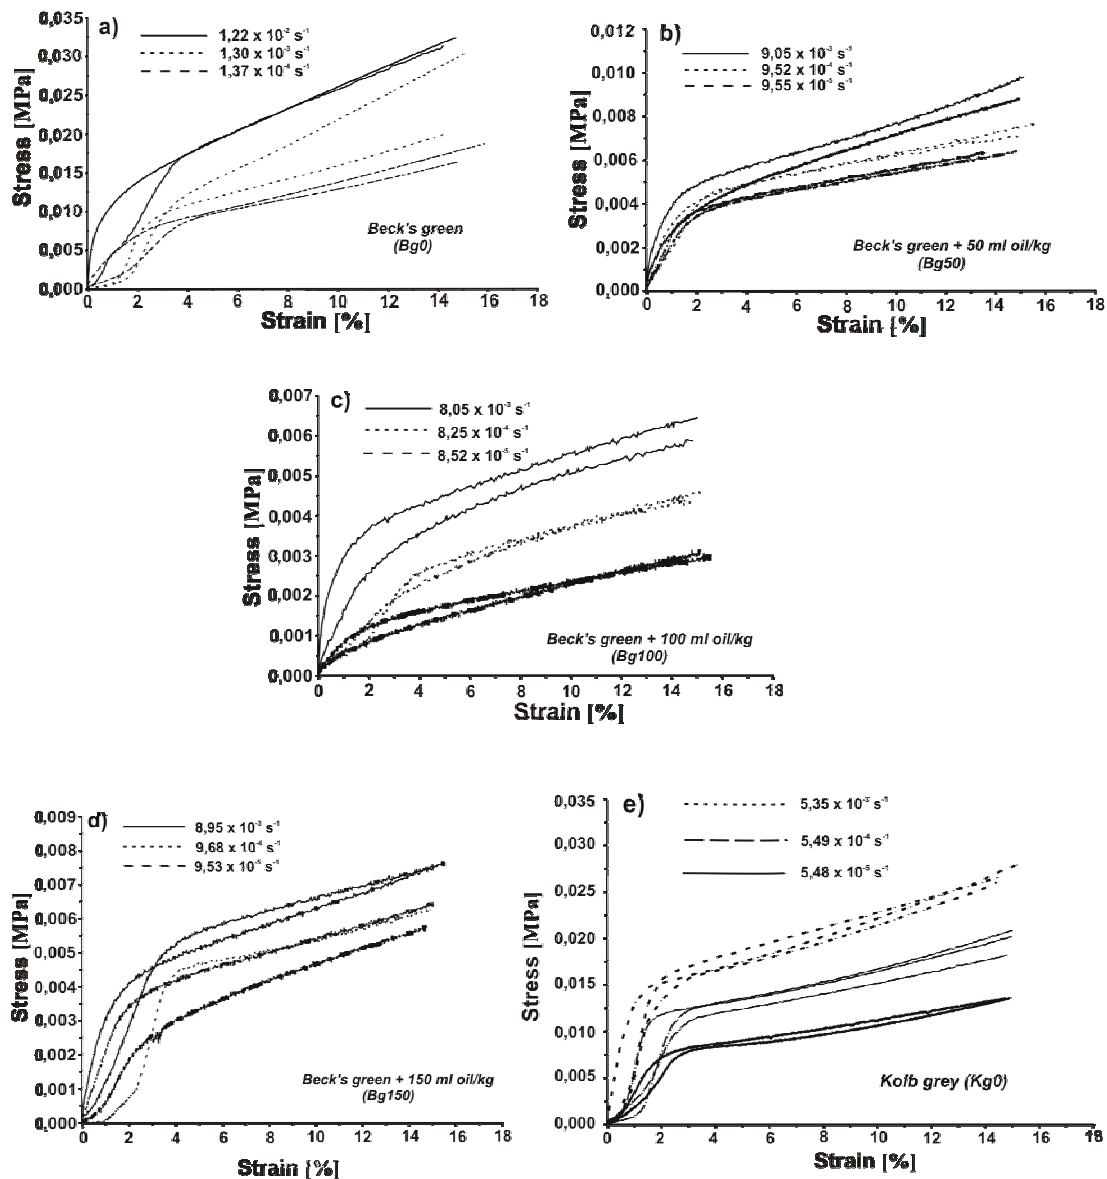 a)
1,22 x 10⁻² s⁻¹
1,30 x 10⁻³ s⁻¹
1,37 x 10⁻⁴ s⁻¹
Stress [MPa]
0,035
0,030
0,025
0,020
0,015
0,010
0,005
0,000
0 2 4 6 8 10 12 14 16 18
Strain [%]
Beck's green
(Bg0)
b)
9,05 x 10⁻³ s⁻¹
9,52 x 10⁻⁴ s⁻¹
9,55 x 10⁻⁵ s⁻¹
Stress [MPa]
0,012
0,010
0,008
0,006
0,004
0,002
0,000
0 2 4 6 8 10 12 14 16 18
Strain [%]
Beck's green + 50 ml oil/kg
(Bg50)
c)
8,05 x 10⁻³ s⁻¹
8,25 x 10⁻⁴ s⁻¹
8,52 x 10⁻⁵ s⁻¹
Stress [MPa]
0,007
0,006
0,005
0,004
0,003
0,002
0,001
0,000
0 2 4 6 8 10 12 14 16 18
Strain [%]
Beck's green + 100 ml oil/kg
(Bg100)
d)
8,95 x 10⁻³ s⁻¹
9,68 x 10⁻⁴ s⁻¹
9,53 x 10⁻⁵ s⁻¹
Stress [MPa]
0,009
0,008
0,007
0,006
0,005
0,004
0,003
0,002
0,001
0,000
0 2 4 6 8 10 12 14 16 18
Strain [%]
Beck's green + 150 ml oil/kg
(Bg150)
e)
5,49 x 10⁻⁴ s⁻¹
5,48 x 10⁻⁵ s⁻¹
Stress [MPa]
0,035
0,030
0,025
0,020
0,015
0,010
0,005
0,000
0 2 4 6 8 10 12 14 16 18
Strain [%]
Kolb grey (Kg0)